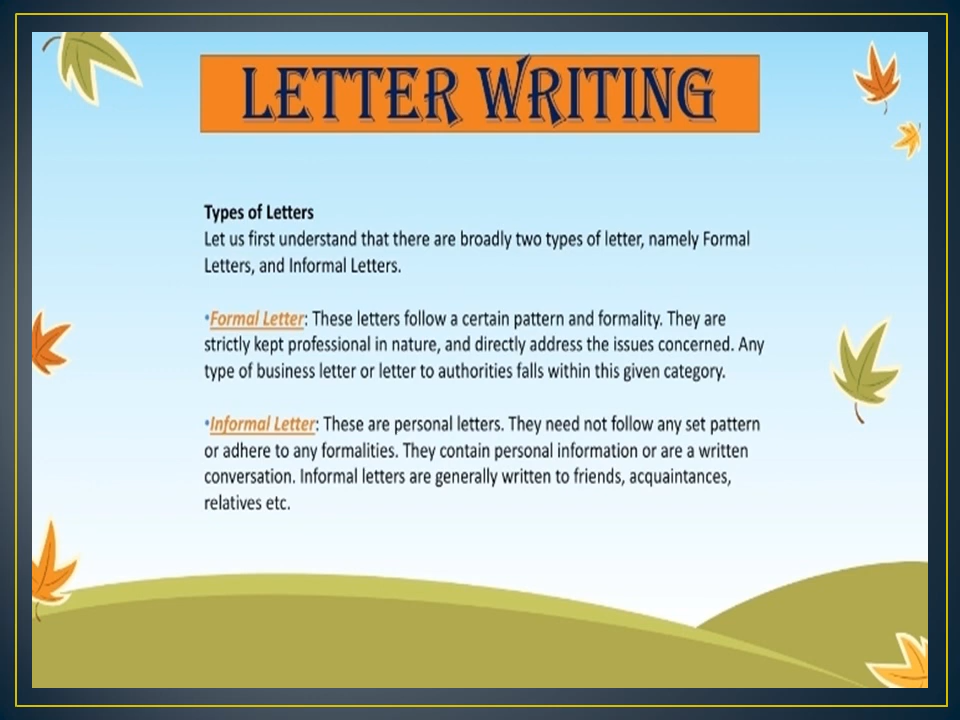 LETTER WRITING
Types of Letters
Let us first understand that there are broadly two types of letter, namely Formal
Letters, and Informal Letters.
•Formal Letter: These letters follow a certain pattern and formality. They are
strictly kept professional in nature, and directly address the issues concerned. Any
type of business letter or letter to authorities falls within this given category.
•Informal Letter: These are personal letters. They need not follow any set pattern
or adhere to any formalities. They contain personal information or are a written
conversation. Informal letters are generally written to friends, acquaintances,
relatives etc.